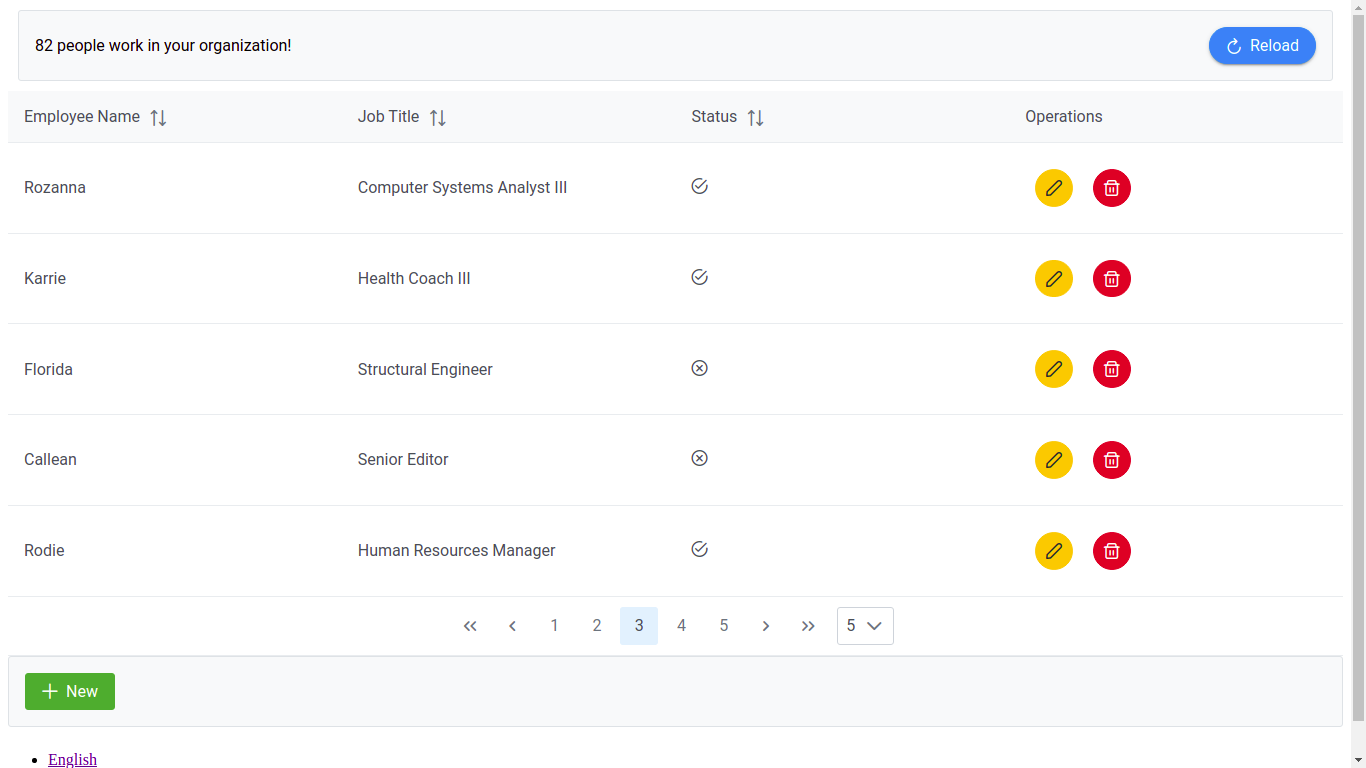 82 people work in your organization!
Reload
Employee Name Job Title Status Operations
Rozanna Computer Systems Analyst III
Karrie Health Coach III
Florida Structural Engineer
Callean Senior Editor
Rodie Human Resources Manager
1 2 3 4 5 5
New
English